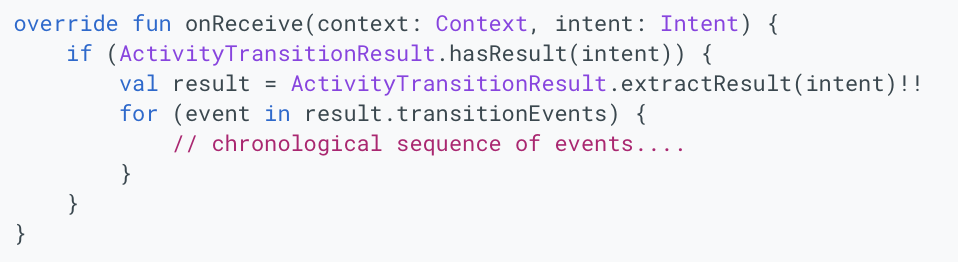 override fun onReceive(context: Context, intent: Intent) {
    if (ActivityTransitionResult.hasResult(intent)) {
        val result = ActivityTransitionResult.extractResult(intent)!!
        for (event in result.transitionEvents) {
            // chronological sequence of events....
        }
    }
}